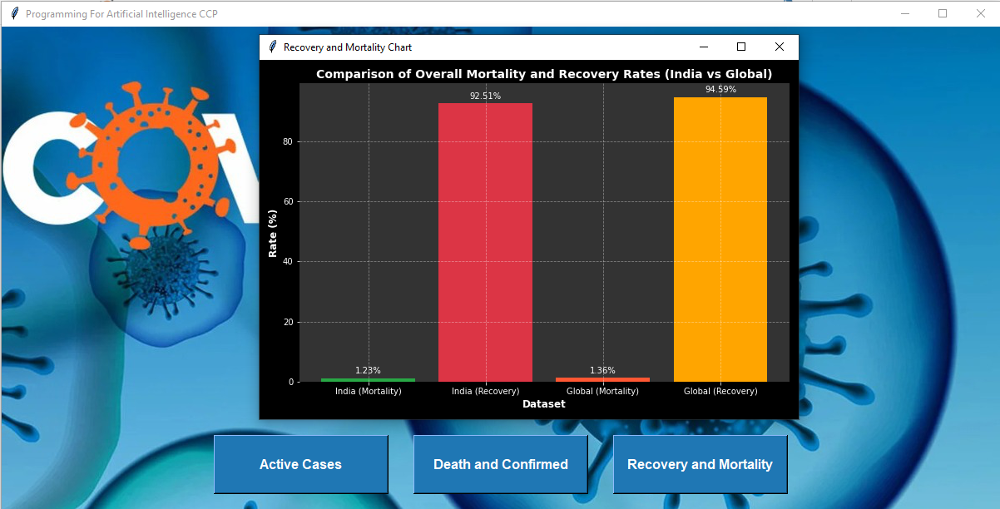 Programming For Artificial Intelligence CCP
Recovery and Mortality Chart
Comparison of Overall Mortality and Recovery Rates (India vs Global)
Rate (%)
80
60
40
20
0
1.23%
92.51%
1.36%
94.59%
India (Mortality)
India (Recovery)
Global (Mortality)
Global (Recovery)
Dataset
COV
Active Cases
Death and Confirmed
Recovery and Mortality